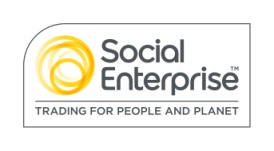 Social
Enterprise™
TRADING FOR PEOPLE AND PLANET